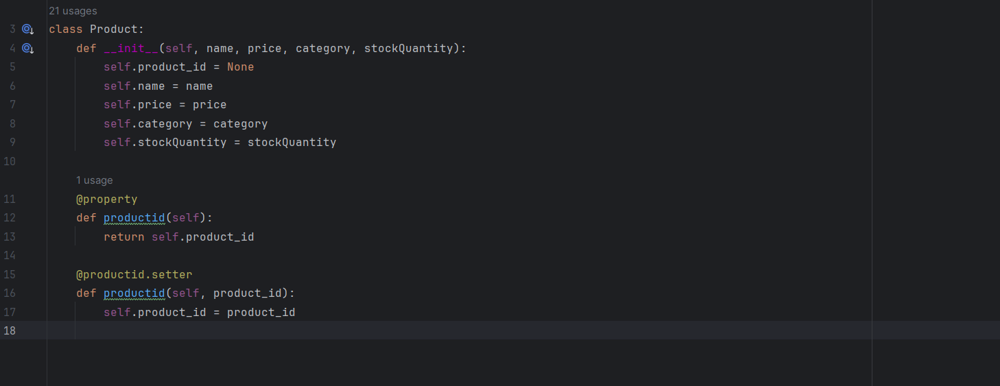 21 usages
3 class Product:
4     def __init__(self, name, price, category, stockQuantity):
5         self.product_id = None
6         self.name = name
7         self.price = price
8         self.category = category
9         self.stockQuantity = stockQuantity
10
1 usage
11     @property
12     def productid(self):
13         return self.product_id
14
15     @productid.setter
16     def productid(self, product_id):
17         self.product_id = product_id
18